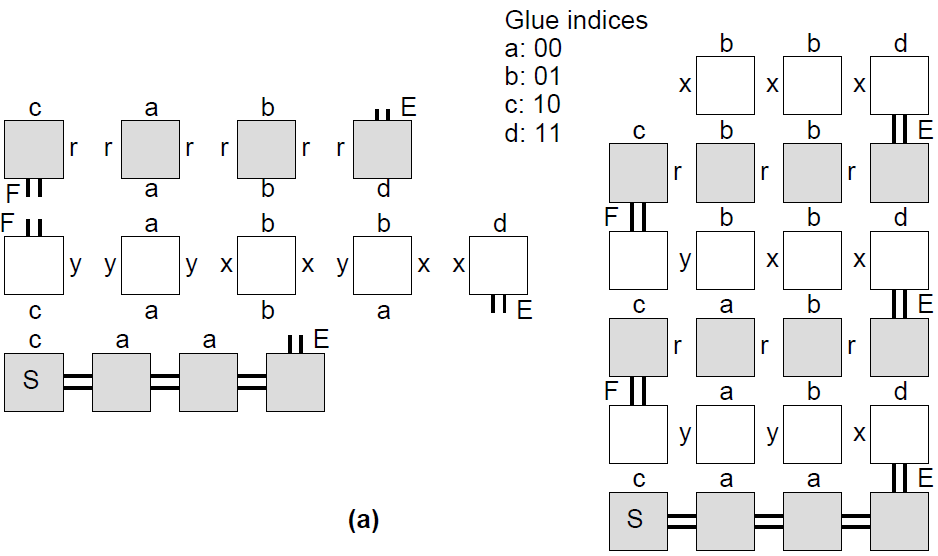 Glue indices
a: 00
b: 01
c: 10
d: 11
c a b E
r r r r r
F a b d
F a b b d
y y y x x y x x
c a b a E
c a a E
S
(a)
b b d
x x x
E
c b b
r r r
F b b d
y x x
E
c a b
r r r
F a b d
y y x
E
c a a
S